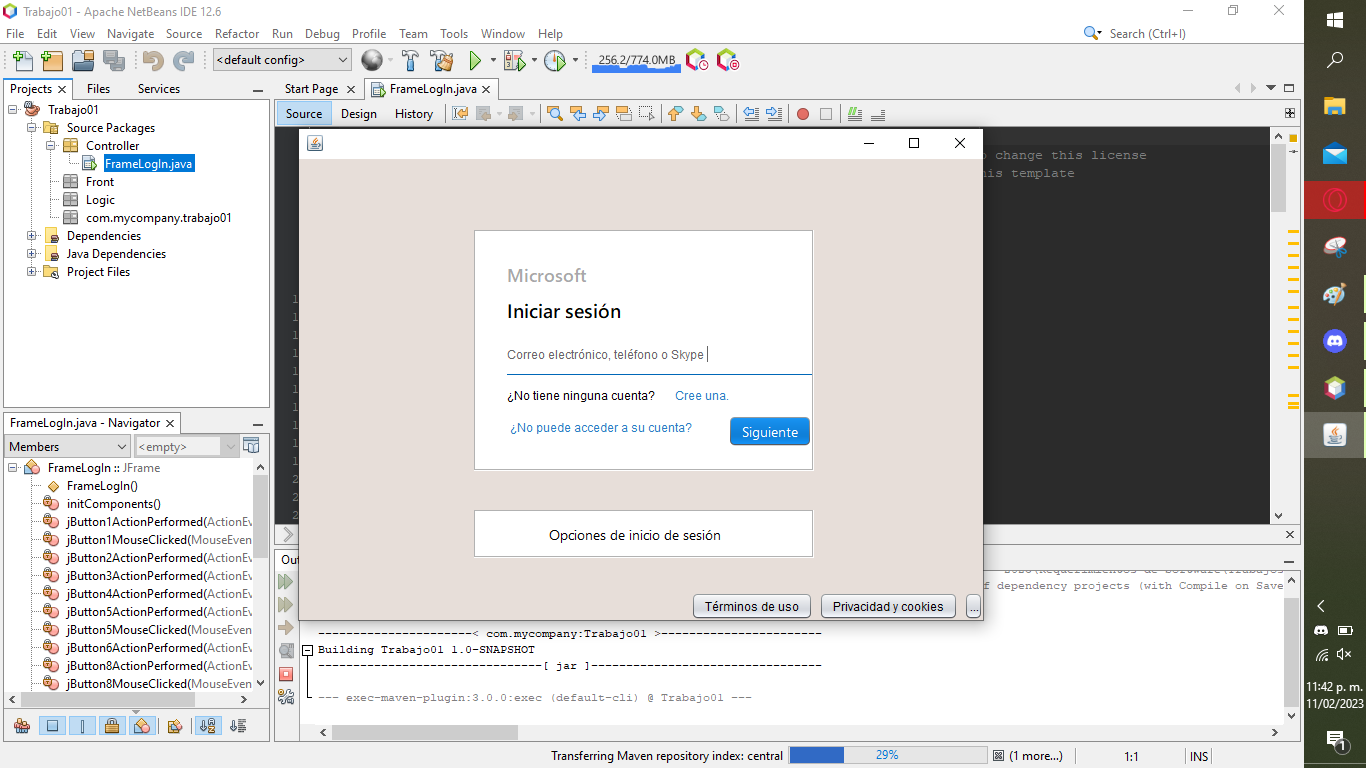 Trabajo01 - Apache NetBeans IDE 12.6
File Edit View Navigate Source Refactor Run Debug Profile Team Tools Window Help
Search (Ctrl+I)
<default config>
256.2/774.0MB
Projects Files Services
Start Page FrameLogIn.java
Source Design History
Trabajo01
Source Packages
Controller
FrameLogIn.java
Front
Logic
com.mycompany.trabajo01
Dependencies
Java Dependencies
Project Files
o change this license
his template
Microsoft
Iniciar sesión
Correo electrónico, teléfono o Skype
¿No tiene ninguna cuenta? Cree una.
¿No puede acceder a su cuenta?
Siguiente
Opciones de inicio de sesión
Términos de uso Privacidad y cookies ...
FrameLogIn.java - Navigator
Members <empty>
FrameLogIn :: JFrame
FrameLogIn()
initComponents()
jButton1ActionPerformed(ActionEv
jButton1MouseClicked(MouseEven
jButton2ActionPerformed(ActionEv
jButton3ActionPerformed(ActionEv
jButton4ActionPerformed(ActionEv
jButton5ActionPerformed(ActionEv
jButton5MouseClicked(MouseEven
jButton6ActionPerformed(ActionEv
jButton8ActionPerformed(ActionEv
jButton8MouseClicked(MouseEven
Ou
f dependency projects (with Compile on Save
------------------------< com.mycompany:Trabajo01 >-------------------------
Building Trabajo01 1.0-SNAPSHOT
--------------------------------[ jar ]---------------------------------
--- exec-maven-plugin:3.0.0:exec (default-cli) @ Trabajo01 ---
Transferring Maven repository index: central 29% (1 more...) 1:1 INS
11:42 p. m.
11/02/2023
1